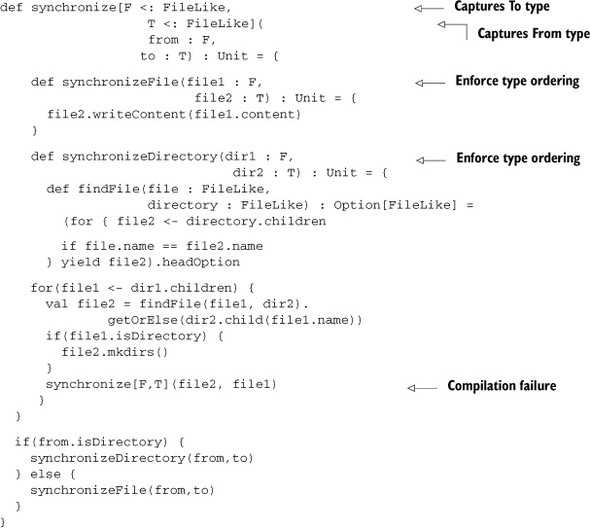 def synchronize[F <: FileLike, Captures To type
T <: FileLike]( Captures From type
from : F,
to : T) : Unit = {
def synchronizeFile(file1 : F, Enforce type ordering
file2 : T) : Unit = {
file2.writeContent(file1.content)
}
def synchronizeDirectory(dir1 : F, Enforce type ordering
dir2 : T) : Unit = {
def findFile(file : FileLike,
directory : FileLike) : Option[FileLike] =
(for { file2 <- directory.children
if file.name == file2.name
} yield file2).headOption
for(file1 <- dir1.children) {
val file2 = findFile(file1, dir2).
getOrElse(dir2.child(file1.name))
if(file1.isDirectory) {
file2.mkdirs()
}
synchronize[F,T](file2, file1) Compilation failure
}
}
if(from.isDirectory) {
synchronizeDirectory(from,to)
} else {
synchronizeFile(from,to)
}
}